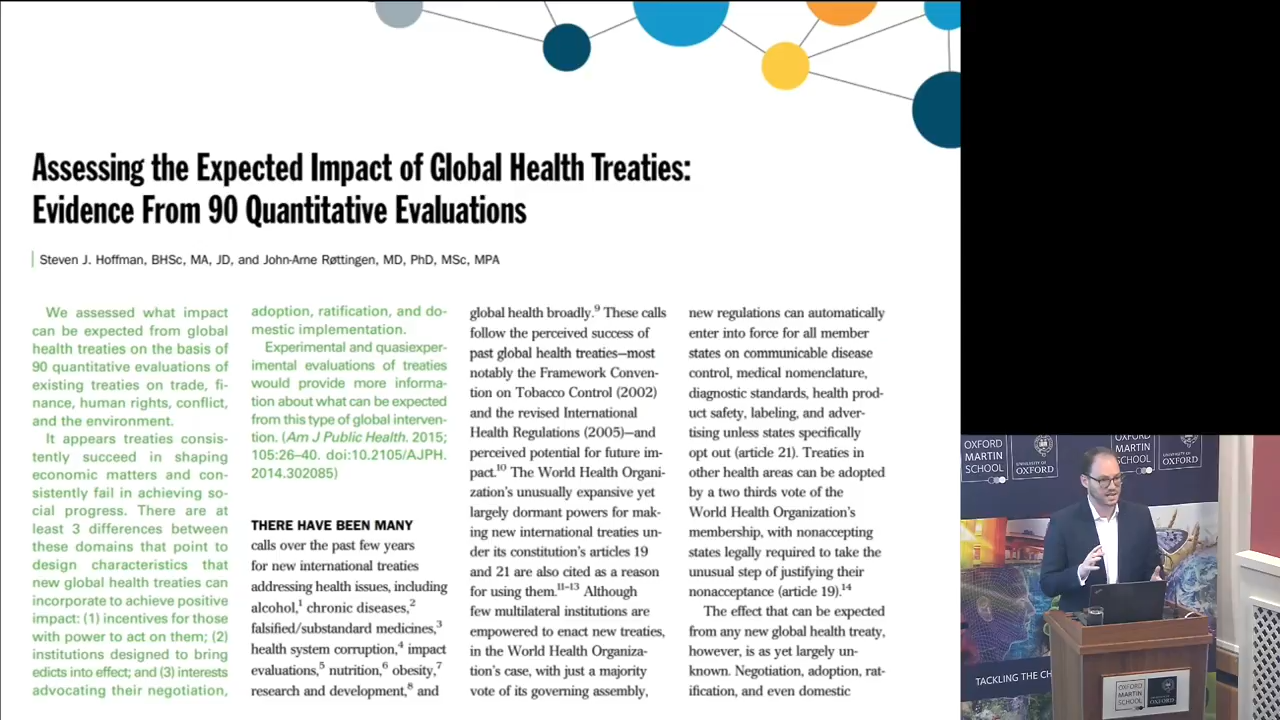 Assessing the Expected Impact of Global Health Treaties:
Evidence From 90 Quantitative Evaluations
Steven J. Hoffman, BHSc, MA, JD, and John-Arne Røttingen, MD, PhD, MSc, MPA
We assessed what impact
can be expected from global
health treaties on the basis of
90 quantitative evaluations of
existing treaties on trade, fi-
nance, human rights, conflict,
and the environment.
It appears treaties consis-
tently succeed in shaping
economic matters and con-
sistently fail in achieving so-
cial progress. There are at
least 3 differences between
these domains that point to
design characteristics that
new global health treaties can
incorporate to achieve positive
impact: (1) incentives for those
with power to act on them; (2)
institutions designed to bring
edicts into effect; and (3) interests
advocating their negotiation,
adoption, ratification, and do-
mestic implementation.
Experimental and quasiexper-
imental evaluations of treaties
would provide more informa-
tion about what can be expected
from this type of global interven-
tion. (Am J Public Health. 2015;
105:26–40. doi:10.2105/AJPH.
2014.302085)
THERE HAVE BEEN MANY
calls over the past few years
for new international treaties
addressing health issues, including
alcohol,1 chronic diseases,2
falsified/substandard medicines,3
health system corruption,4 impact
evaluations,5 nutrition,6 obesity,7
research and development,8 and
global health broadly.9 These calls
follow the perceived success of
past global health treaties—most
notably the Framework Conven-
tion on Tobacco Control (2002)
and the revised International
Health Regulations (2005)—and
perceived potential for future im-
pact.10 The World Health Organi-
zation's unusually expansive yet
largely dormant powers for mak-
ing new international treaties un-
der its constitution's articles 19
and 21 are also cited as a reason
for using them.11–13 Although
few multilateral institutions are
empowered to enact new treaties,
in the World Health Organiza-
tion's case, with just a majority
vote of its governing assembly,
new regulations can automatically
enter into force for all member
states on communicable disease
control, medical nomenclature,
diagnostic standards, health prod-
uct safety, labeling, and adver-
tising unless states specifically
opt out (article 21). Treaties in
other health areas can be adopted
by a two thirds vote of the
World Health Organization's
membership, with nonaccepting
states legally required to take the
unusual step of justifying their
nonacceptance (article 19).14
The effect that can be expected
from any new global health treaty,
however, is as yet largely un-
known. Negotiation, adoption, rat-
ification, and even domestic
OXFORD
MARTIN
SCHOOL
UNIVERSITY OF
OXFORD
OXFORD
MARTIN
SCHOOL
OXFORD
TACKLING THE CH
OXFORD
MARTIN
SCHOOL
OXFORD